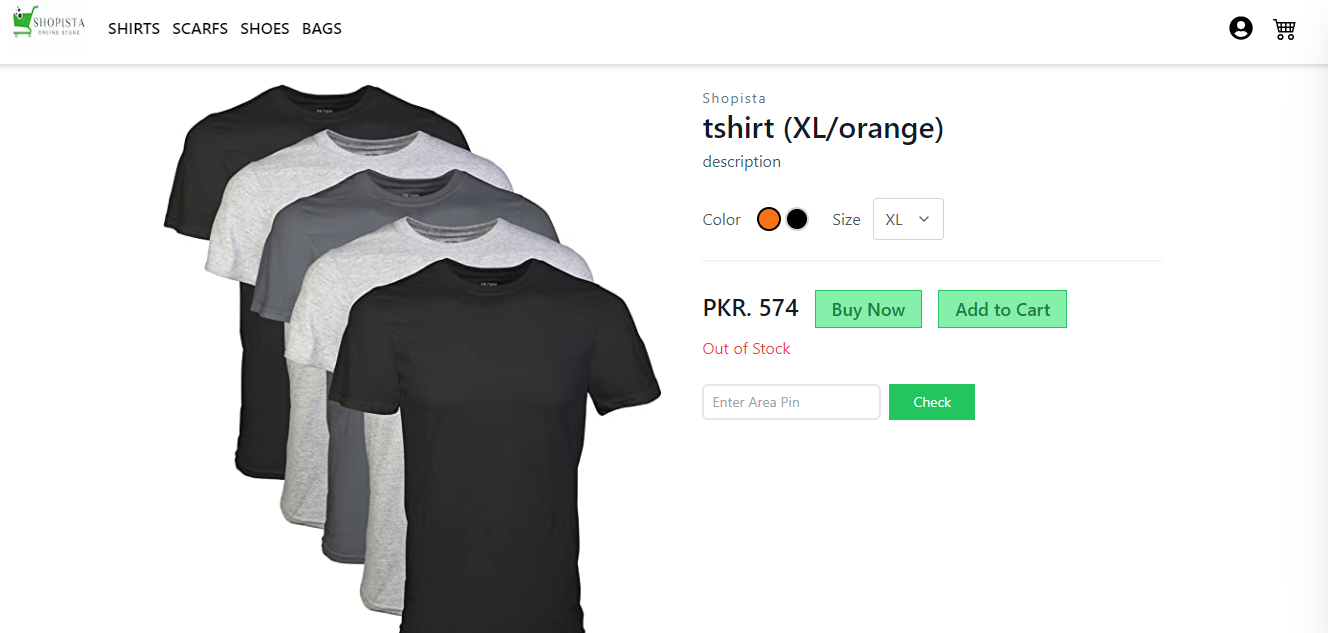 SHOPISTA
ONLINE STORE
SHIRTS SCARFS SHOES BAGS
Shopista
tshirt (XL/orange)
description
Color Size XL
PKR. 574 Buy Now Add to Cart
Out of Stock
Enter Area Pin Check